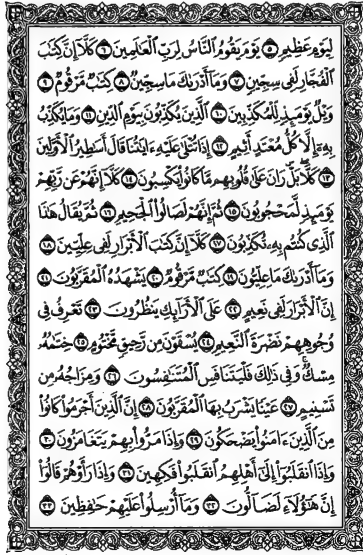 لِيَوْمٍ عَظِيمٍ ٥ يَوْمَ يَقُومُ النَّاسُ لِرَبِّ الْعَالَمِينَ ٦ كَلَّا إِنَّ كِتَابَ
الْفُجَّارِ لَفِي سِجِّينٍ ٧ وَمَا أَدْرَاكَ مَا سِجِّينٌ ٨ كِتَابٌ مَرْقُومٌ ٩
وَيْلٌ يَوْمَئِذٍ لِلْمُكَذِّبِينَ ١٠ الَّذِينَ يُكَذِّبُونَ بِيَوْمِ الدِّينِ ١١ وَمَا يُكَذِّبُ
بِهِ إِلَّا كُلُّ مُعْتَدٍ أَثِيمٍ ١٢ إِذَا تُتْلَى عَلَيْهِ آيَاتُنَا قَالَ أَسَاطِيرُ الْأَوَّلِينَ
١٣ كَلَّا بَلْ رَانَ عَلَى قُلُوبِهِمْ مَا كَانُوا يَكْسِبُونَ ١٤ كَلَّا إِنَّهُمْ عَنْ رَبِّهِمْ
يَوْمَئِذٍ لَمَحْجُوبُونَ ١٥ ثُمَّ إِنَّهُمْ لَصَالُوا الْجَحِيمِ ١٦ ثُمَّ يُقَالُ هَذَا
الَّذِي كُنْتُمْ بِهِ تُكَذِّبُونَ ١٧ كَلَّا إِنَّ كِتَابَ الْأَبْرَارِ لَفِي عِلِّيِّينَ ١٨
وَمَا أَدْرَاكَ مَا عِلِّيُّونَ ١٩ كِتَابٌ مَرْقُومٌ ٢٠ يَشْهَدُهُ الْمُقَرَّبُونَ ٢١
إِنَّ الْأَبْرَارَ لَفِي نَعِيمٍ ٢٢ عَلَى الْأَرَائِكِ يَنْظُرُونَ ٢٣ تَعْرِفُ فِي
وُجُوهِهِمْ نَضْرَةَ النَّعِيمِ ٢٤ يُسْقَوْنَ مِنْ رَحِيقٍ مَخْتُومٍ ٢٥ خِتَامُهُ
مِسْكٌ وَفِي ذَلِكَ فَلْيَتَنَافَسِ الْمُتَنَافِسُونَ ٢٦ وَمِزَاجُهُ مِنْ
تَسْنِيمٍ ٢٧ عَيْنًا يَشْرَبُ بِهَا الْمُقَرَّبُونَ ٢٨ إِنَّ الَّذِينَ أَجْرَمُوا كَانُوا
مِنَ الَّذِينَ آمَنُوا يَضْحَكُونَ ٢٩ وَإِذَا مَرُّوا بِهِمْ يَتَغَامَزُونَ ٣٠
وَإِذَا انْقَلَبُوا إِلَى أَهْلِهِمُ انْقَلَبُوا فَكِهِينَ ٣١ وَإِذَا رَأَوْهُمْ قَالُوا
إِنَّ هَؤُلَاءِ لَضَالُّونَ ٣٢ وَمَا أُرْسِلُوا عَلَيْهِمْ حَافِظِينَ ٣٣